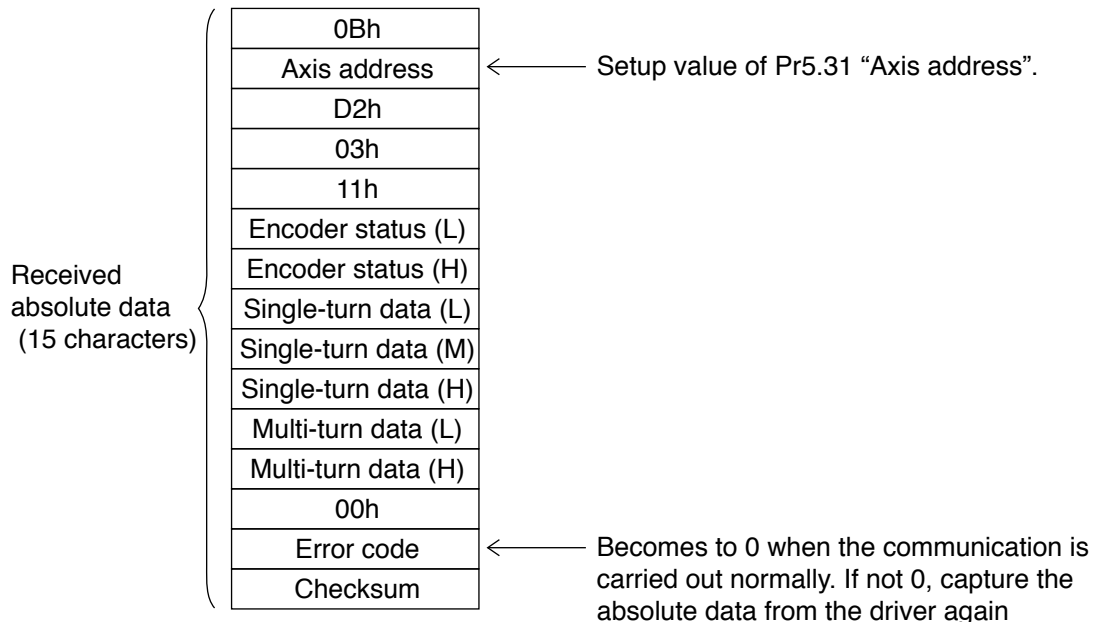 0Bh
Axis address
Setup value of Pr5.31 “Axis address”.
D2h
03h
11h
Encoder status (L)
Encoder status (H)
Received
absolute data
(15 characters)
Single-turn data (L)
Single-turn data (M)
Single-turn data (H)
Multi-turn data (L)
Multi-turn data (H)
00h
Error code
Becomes to 0 when the communication is
carried out normally. If not 0, capture the
absolute data from the driver again
Checksum